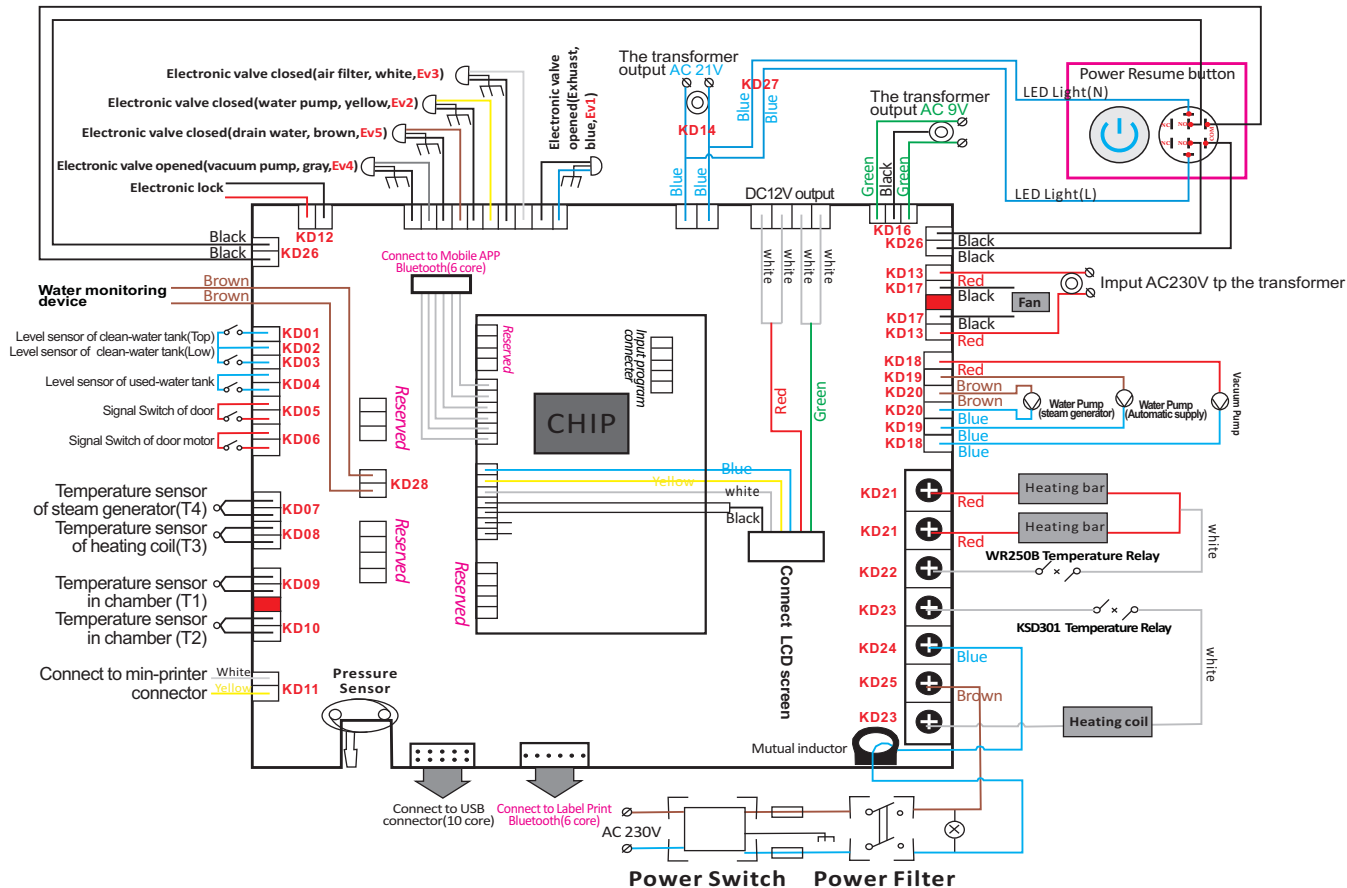 Electronic valve closed(air filter, white,Ev3)
Electronic valve closed(water pump, yellow,Ev2)
Electronic valve closed(drain water, brown,Ev5)
Electronic valve opened(vacuum pump, gray,Ev4)
Electronic lock
Electronic valve
opened(Exhuast,
blue,Ev1)
The transformer
output AC 21V
KD27
Blue
Blue
KD14
Blue
Blue
The transformer
output AC 9V
Green
Black
Green
Power Resume button
LED Light(N)
NC
NO
NC
NO
COM
LED Light(L)
DC12V output
KD12
Black
KD26
Black
KD16
KD26
Black
Black
Connect to Mobile APP
Bluetooth(6 core)
white
white
white
white
Brown
Water monitoring
device
Brown
KD13
Red
KD17
Black
Fan
KD17
Black
KD13
Red
Imput AC230V tp the transformer
Level sensor of clean-water tank(Top)
KD01
Level sensor of clean-water tank(Low)
KD02
KD03
Level sensor of used-water tank
KD04
Signal Switch of door
KD05
Signal Switch of door motor
KD06
Reserved
Input program
connecter
CHIP
Reserved
Red
Green
KD18
Red
KD19
Brown
KD20
Brown
KD20
Blue
KD19
Blue
KD18
Blue
Water Pump
(steam generator)
Water Pump
(Automatic supply)
Vacuum Pump
KD28
Blue
Yellow
white
Black
Temperature sensor
of steam generator(T4)
KD07
Temperature sensor
of heating coil(T3)
KD08
Reserved
Reserved
Temperature sensor
in chamber (T1)
KD09
Temperature sensor
in chamber (T2)
KD10
Connect LCD screen
KD21
Red
Heating bar
KD21
Red
Heating bar
white
WR250B Temperature Relay
KD22
KD23
KSD301 Temperature Relay
KD24
Blue
white
KD25
Brown
KD23
Heating coil
Connect to min-printer
connector
White
Yellow
KD11
Pressure
Sensor
Mutual inductor
Connect to USB
connector(10 core)
Connect to Label Print
Bluetooth(6 core)
AC 230V
Power Switch
Power Filter